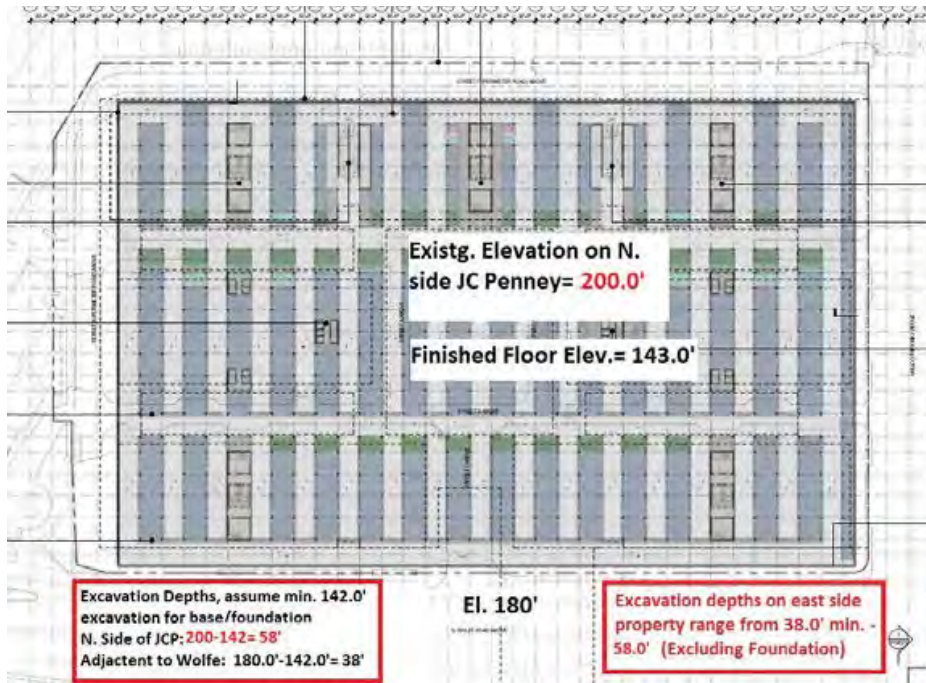 Existg. Elevation on N.
side JC Penney= 200.0'
Finished Floor Elev.= 143.0'
Excavation Depths, assume min. 142.0'
excavation for base/foundation
N. Side of JCP: 200-142= 58'
Adjactent to Wolfe: 180.0'-142.0'= 38'
El. 180'
Excavation depths on east side
property range from 38.0' min. -
58.0' (Excluding Foundation)